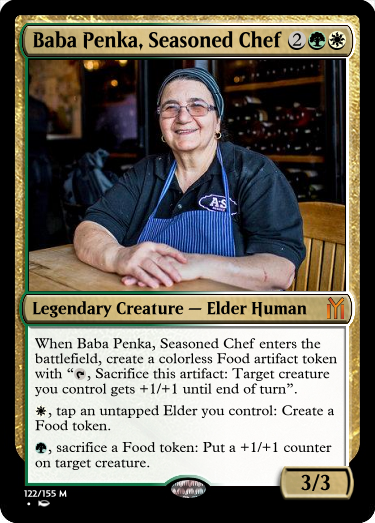 Baba Penka, Seasoned Chef 2
A·S
Legendary Creature — Elder Human
When Baba Penka, Seasoned Chef enters the
battlefield, create a colorless Food artifact token
with “, Sacrifice this artifact: Target creature
you control gets +1/+1 until end of turn”.
, tap an untapped Elder you control: Create a
Food token.
, sacrifice a Food token: Put a +1/+1 counter
on target creature.
3/3
122/155 M